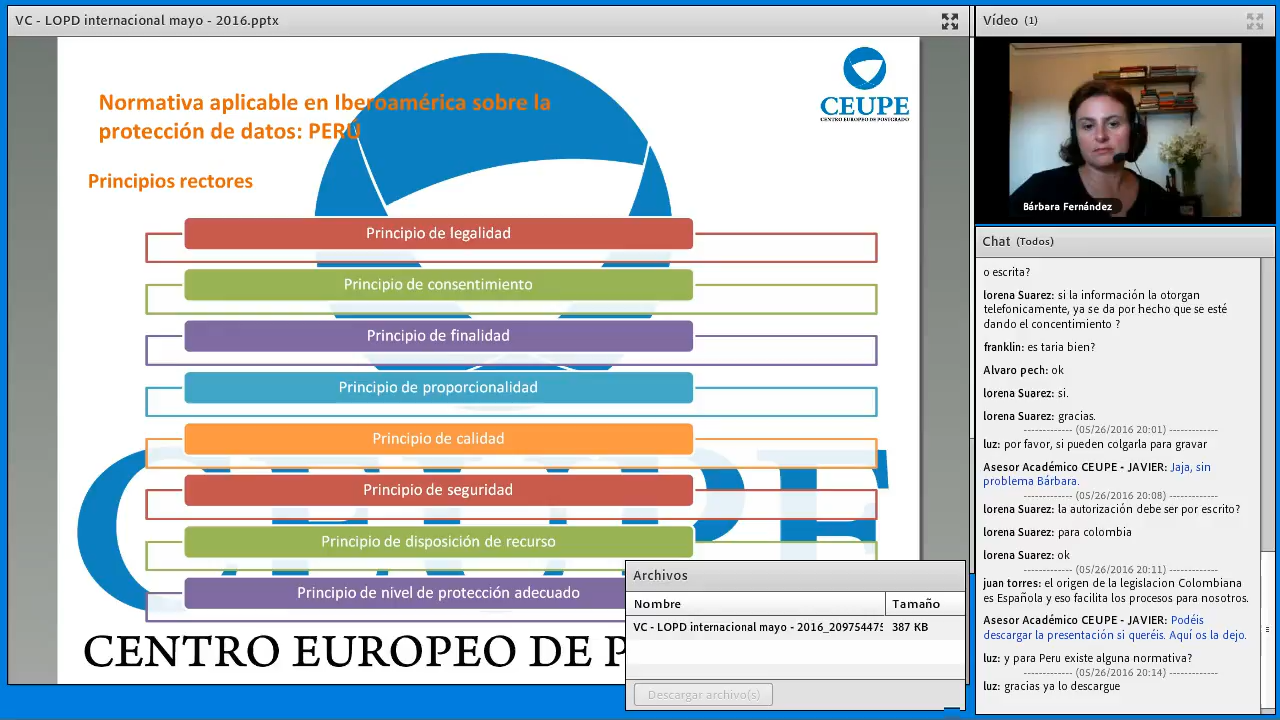 VC - LOPD internacional mayo - 2016.pptx
Normativa aplicable en Iberoamérica sobre la
protección de datos: PERÚ
CEUPE
CENTRO EUROPEO DE POSTGRADO
Principios rectores
Principio de legalidad
Principio de consentimiento
Principio de finalidad
Principio de proporcionalidad
Principio de calidad
Principio de seguridad
Principio de disposición de recurso
Principio de nivel de protección adecuado
CEUPE
CENTRO EUROPEO DE P
Archivos
Nombre
Tamaño
VC - LOPD internacional mayo - 2016_209754475
387 KB
Descargar archivo(s)
Vídeo (1)
Bárbara Fernández
Chat (Todos)
o escrita?
lorena Suarez: si la información la otorgan
telefonicamente, ya se da por hecho que se esté
dando el concentimiento ?
franklin: es taria bien?
Alvaro pech: ok
lorena Suarez: si.
lorena Suarez: gracias.
------------ (05/26/2016 20:01) ------------
luz: por favor, si pueden colgarla para gravar
Asesor Académico CEUPE - JAVIER: Jaja, sin
problema Bárbara.
------------ (05/26/2016 20:08) ------------
lorena Suarez: la autorización debe ser por escrito?
lorena Suarez: para colombia
lorena Suarez: ok
------------ (05/26/2016 20:11) ------------
juan torres: el origen de la legislacion Colombiana
es Española y eso facilita los procesos para nosotros.
Asesor Académico CEUPE - JAVIER: Podéis
descargar la presentación si queréis. Aquí os la dejo.
luz: y para Peru existe alguna normativa?
------------ (05/26/2016 20:14) ------------
luz: gracias ya lo descargue